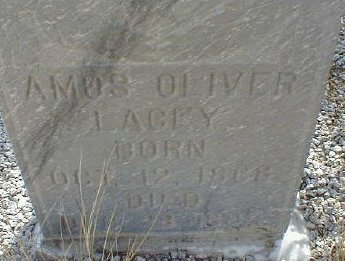 AMOS OLIVER
LACEY
BORN
OCT. 12, 1868
DIED